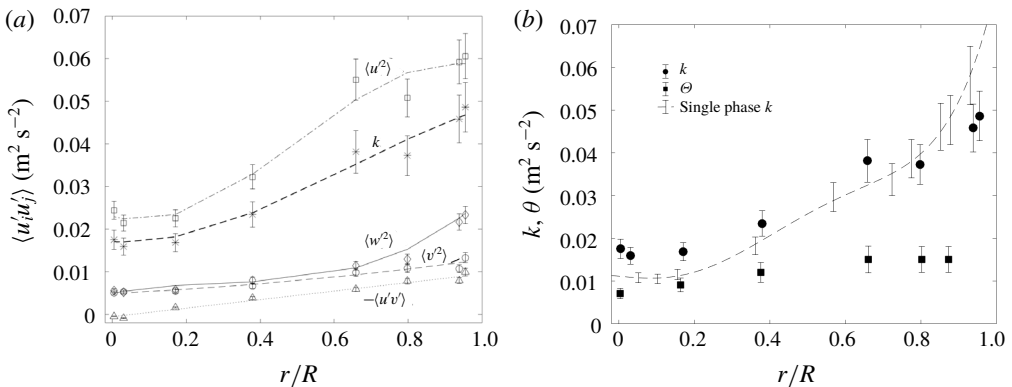 (a)
0.07
0.06
0.05
0.04
0.03
0.02
0.01
0
⟨u′iu′j⟩ (m² s⁻²)
⟨u′²⟩
k
⟨w′²⟩
⟨v′²⟩
−⟨u′v′⟩
0 0.2 0.4 0.6 0.8 1.0
r/R
(b)
0.07
0.06
0.05
0.04
0.03
0.02
0.01
0
k, θ (m² s⁻²)
k
Θ
Single phase k
0 0.2 0.4 0.6 0.8 1.0
r/R